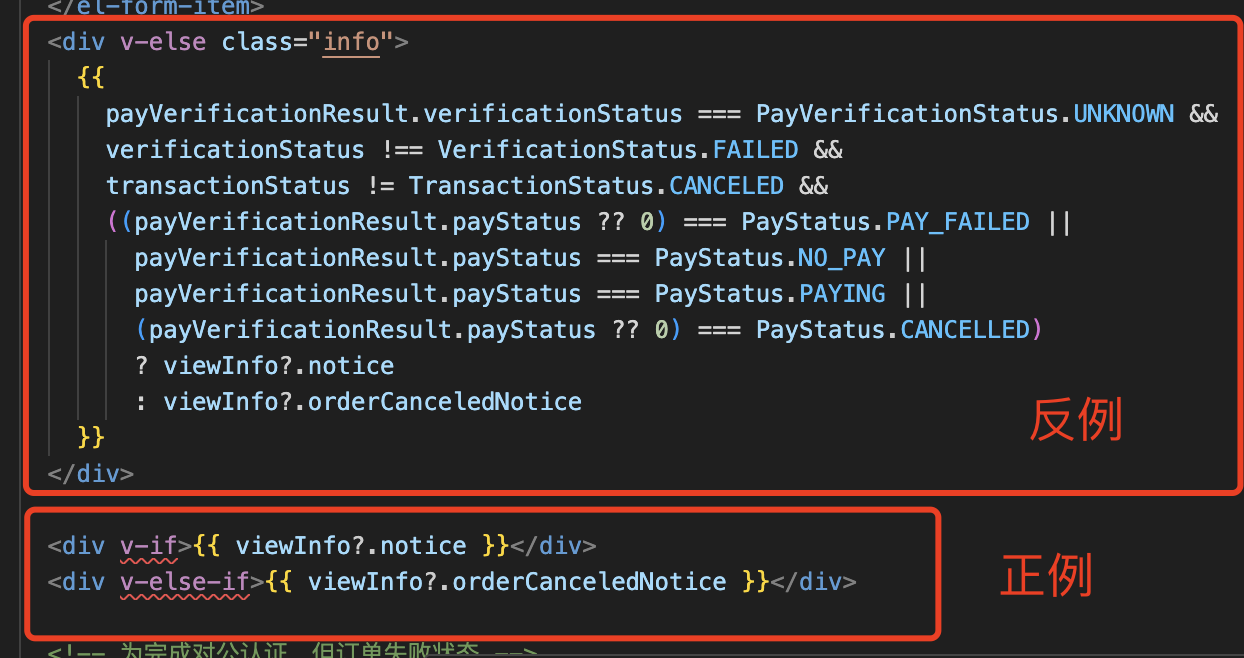 </el-form-item>
<div v-else class="info">
{{
payVerificationResult.verificationStatus === PayVerificationStatus.UNKNOWN &&
verificationStatus !== VerificationStatus.FAILED &&
transactionStatus != TransactionStatus.CANCELED &&
((payVerificationResult.payStatus ?? 0) === PayStatus.PAY_FAILED ||
payVerificationResult.payStatus === PayStatus.NO_PAY ||
payVerificationResult.payStatus === PayStatus.PAYING ||
(payVerificationResult.payStatus ?? 0) === PayStatus.CANCELLED)
? viewInfo?.notice
: viewInfo?.orderCanceledNotice
}}
</div>
反例
<div v-if>{{ viewInfo?.notice }}</div>
<div v-else-if>{{ viewInfo?.orderCanceledNotice }}</div>
正例
<!-- 为完成对公认证，但订单失败状态 -->